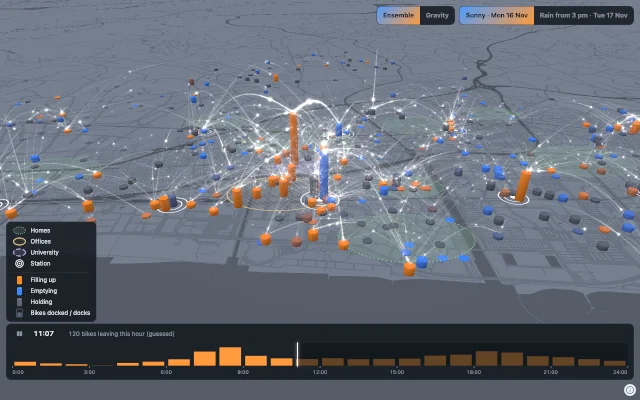 Ensemble Gravity Sunny · Mon 16 Nov Rain from 3 pm · Tue 17 Nov
Homes
Offices
University
Station
Filling up
Emptying
Holding
Bikes docked / docks
11:07 120 bikes leaving this hour (guessed)
0:00 3:00 6:00 9:00 12:00 15:00 18:00 21:00 24:00